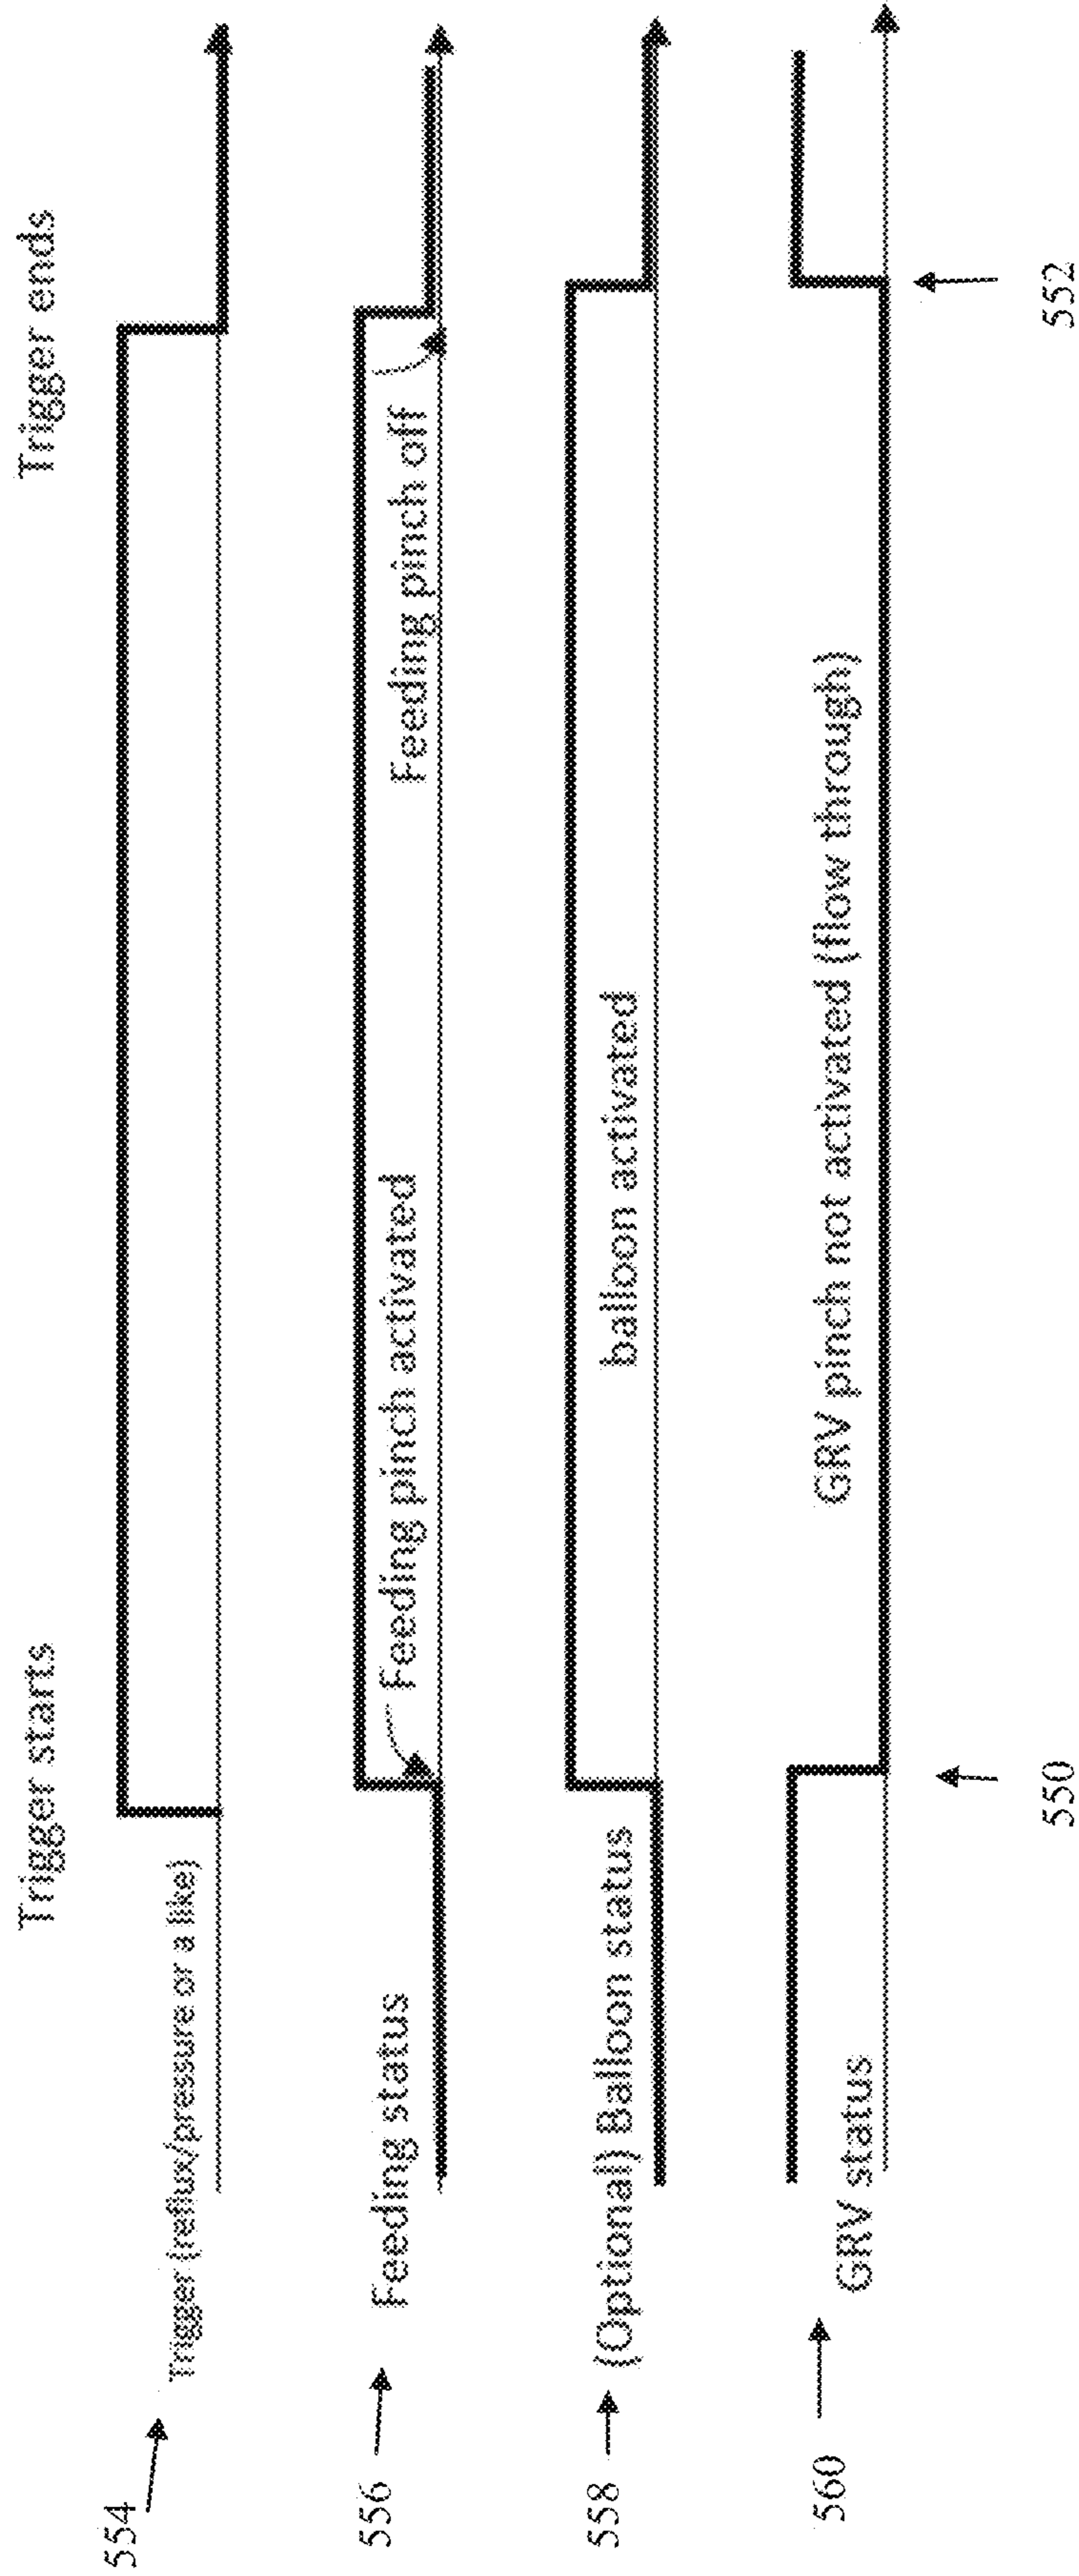 Trigger starts
Trigger ends
554
Trigger (reflux/pressure or a like)
556
Feeding status
Feeding pinch activated
Feeding pinch off
558
(Optional) Balloon status
balloon activated
560
GRV status
GRV pinch not activated (flow through)
550
552